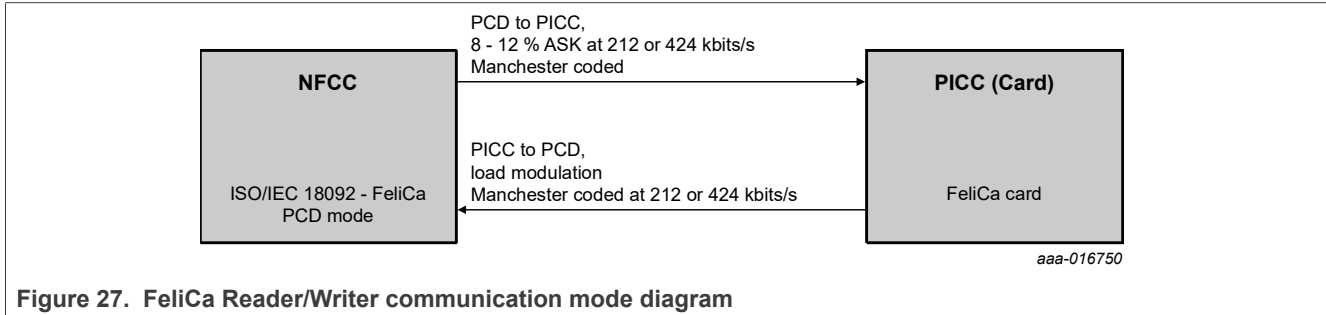 PCD to PICC,
8 - 12 % ASK at 212 or 424 kbits/s
Manchester coded
NFCC
PICC (Card)
PICC to PCD,
load modulation
Manchester coded at 212 or 424 kbits/s
ISO/IEC 18092 - FeliCa
PCD mode
FeliCa card
aaa-016750
Figure 27. FeliCa Reader/Writer communication mode diagram